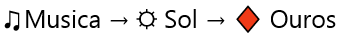 ♫Musica → ☼ Sol → ♦ Ouros